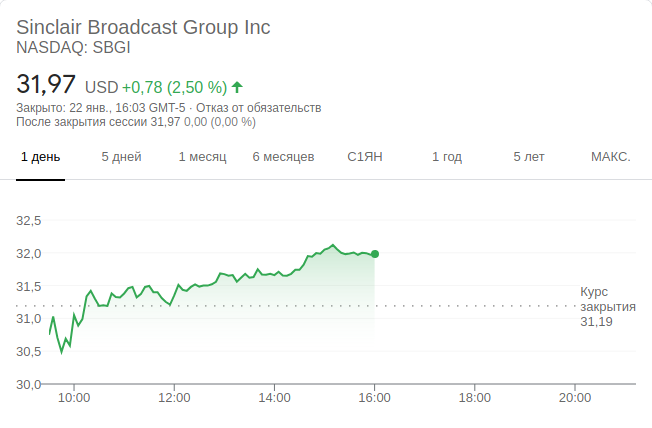 Sinclair Broadcast Group Inc
NASDAQ: SBGI
31,97 USD +0,78 (2,50 %)
Закрыто: 22 янв., 16:03 GMT-5 · Отказ от обязательств
После закрытия сессии 31,97 0,00 (0,00 %)
1 день 5 дней 1 месяц 6 месяцев С1ЯН 1 год 5 лет МАКС.
32,5
32,0
31,5
Курс
закрытия
31,19
31,0
30,5
30,0
10:00 12:00 14:00 16:00 18:00 20:00